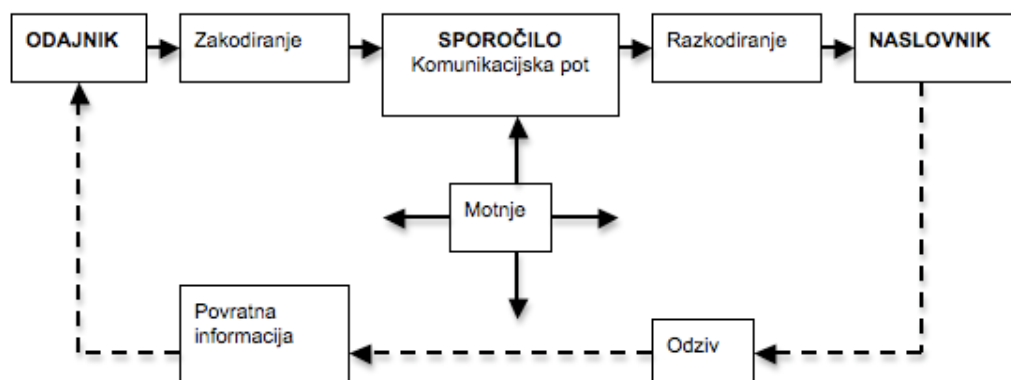 ODAJNIK
Zakodiranje
SPOROČILO
Komunikacijska pot
Razkodiranje
NASLOVNIK
Motnje
Povratna
informacija
Odziv